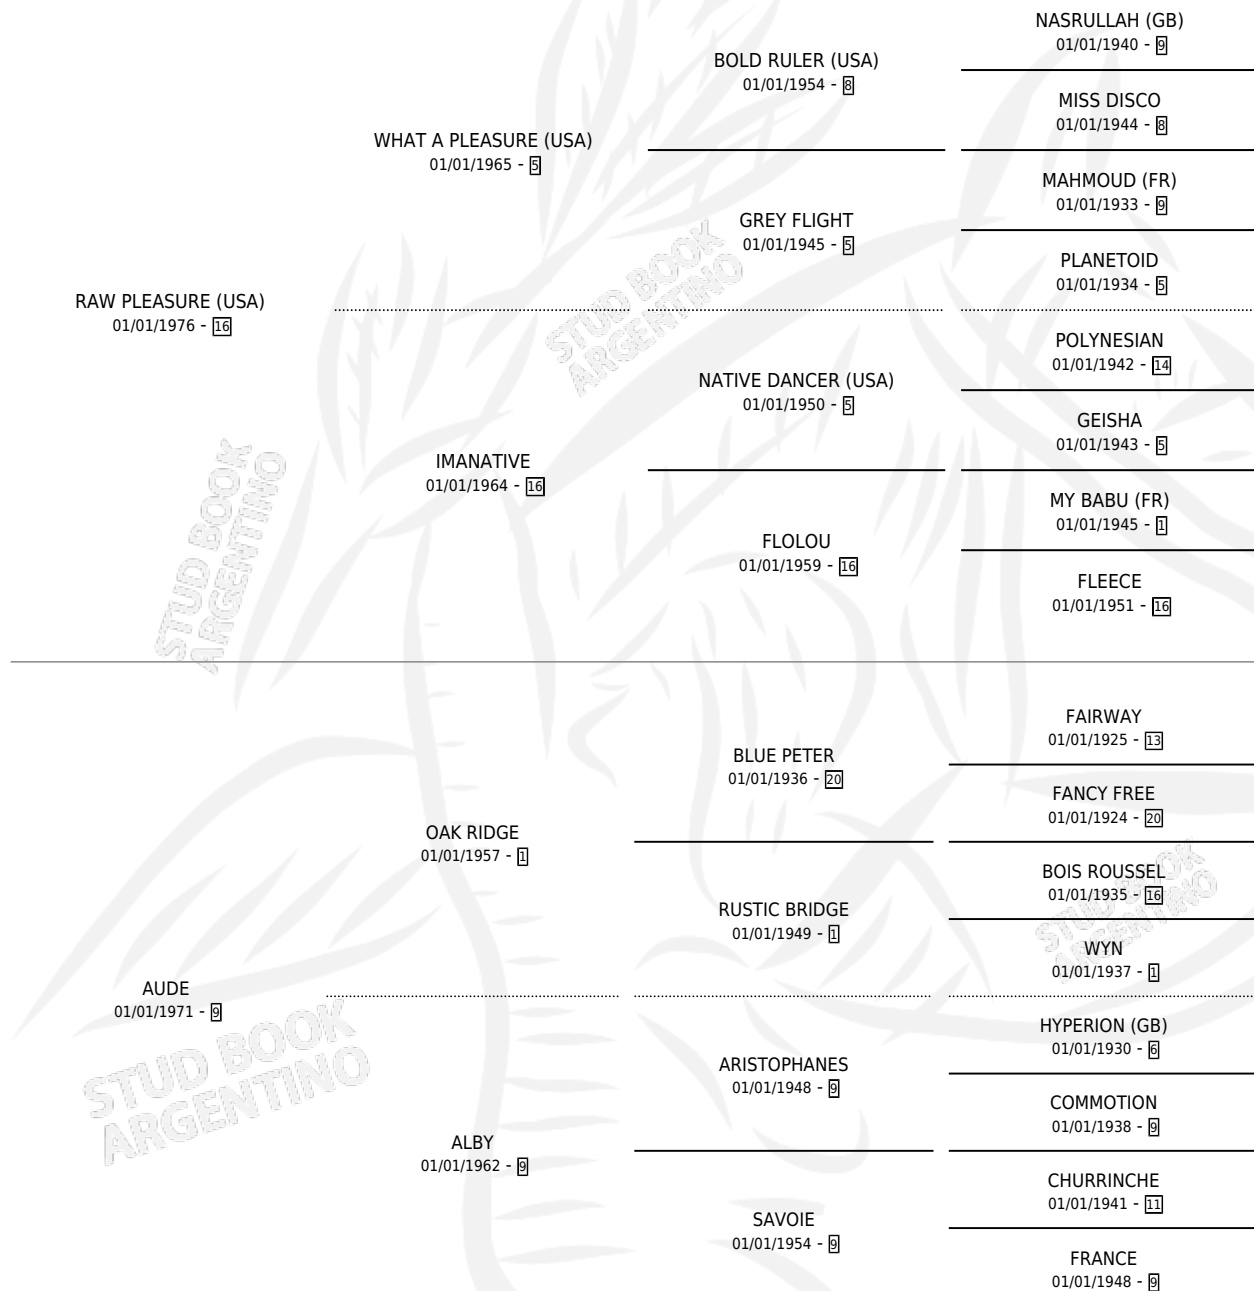 NASRULLAH (GB)
01/01/1940 - 9
BOLD RULER (USA)
01/01/1954 - 8
MISS DISCO
01/01/1944 - 8
WHAT A PLEASURE (USA)
01/01/1965 - 5
MAHMOUD (FR)
01/01/1933 - 9
GREY FLIGHT
01/01/1945 - 5
PLANETOID
01/01/1934 - 5
RAW PLEASURE (USA)
01/01/1976 - 16
POLYNESIAN
01/01/1942 - 14
NATIVE DANCER (USA)
01/01/1950 - 5
GEISHA
01/01/1943 - 5
IMANATIVE
01/01/1964 - 16
MY BABU (FR)
01/01/1945 - 1
FLOLOU
01/01/1959 - 16
FLEECE
01/01/1951 - 16
FAIRWAY
01/01/1925 - 13
BLUE PETER
01/01/1936 - 20
FANCY FREE
01/01/1924 - 20
OAK RIDGE
01/01/1957 - 1
BOIS ROUSSEL
01/01/1935 - 16
RUSTIC BRIDGE
01/01/1949 - 1
WYN
01/01/1937 - 1
AUDE
01/01/1971 - 9
HYPERION (GB)
01/01/1930 - 6
ARISTOPHANES
01/01/1948 - 9
COMMOTION
01/01/1938 - 9
ALBY
01/01/1962 - 9
CHURRINCHE
01/01/1941 - 11
SAVOIE
01/01/1954 - 9
FRANCE
01/01/1948 - 9
STUD BOOK
ARGENTINO
STUD BOOK
ARGENTINO
STUD BOOK
ARGENTINO
STUD BOOK
ARGENTINO